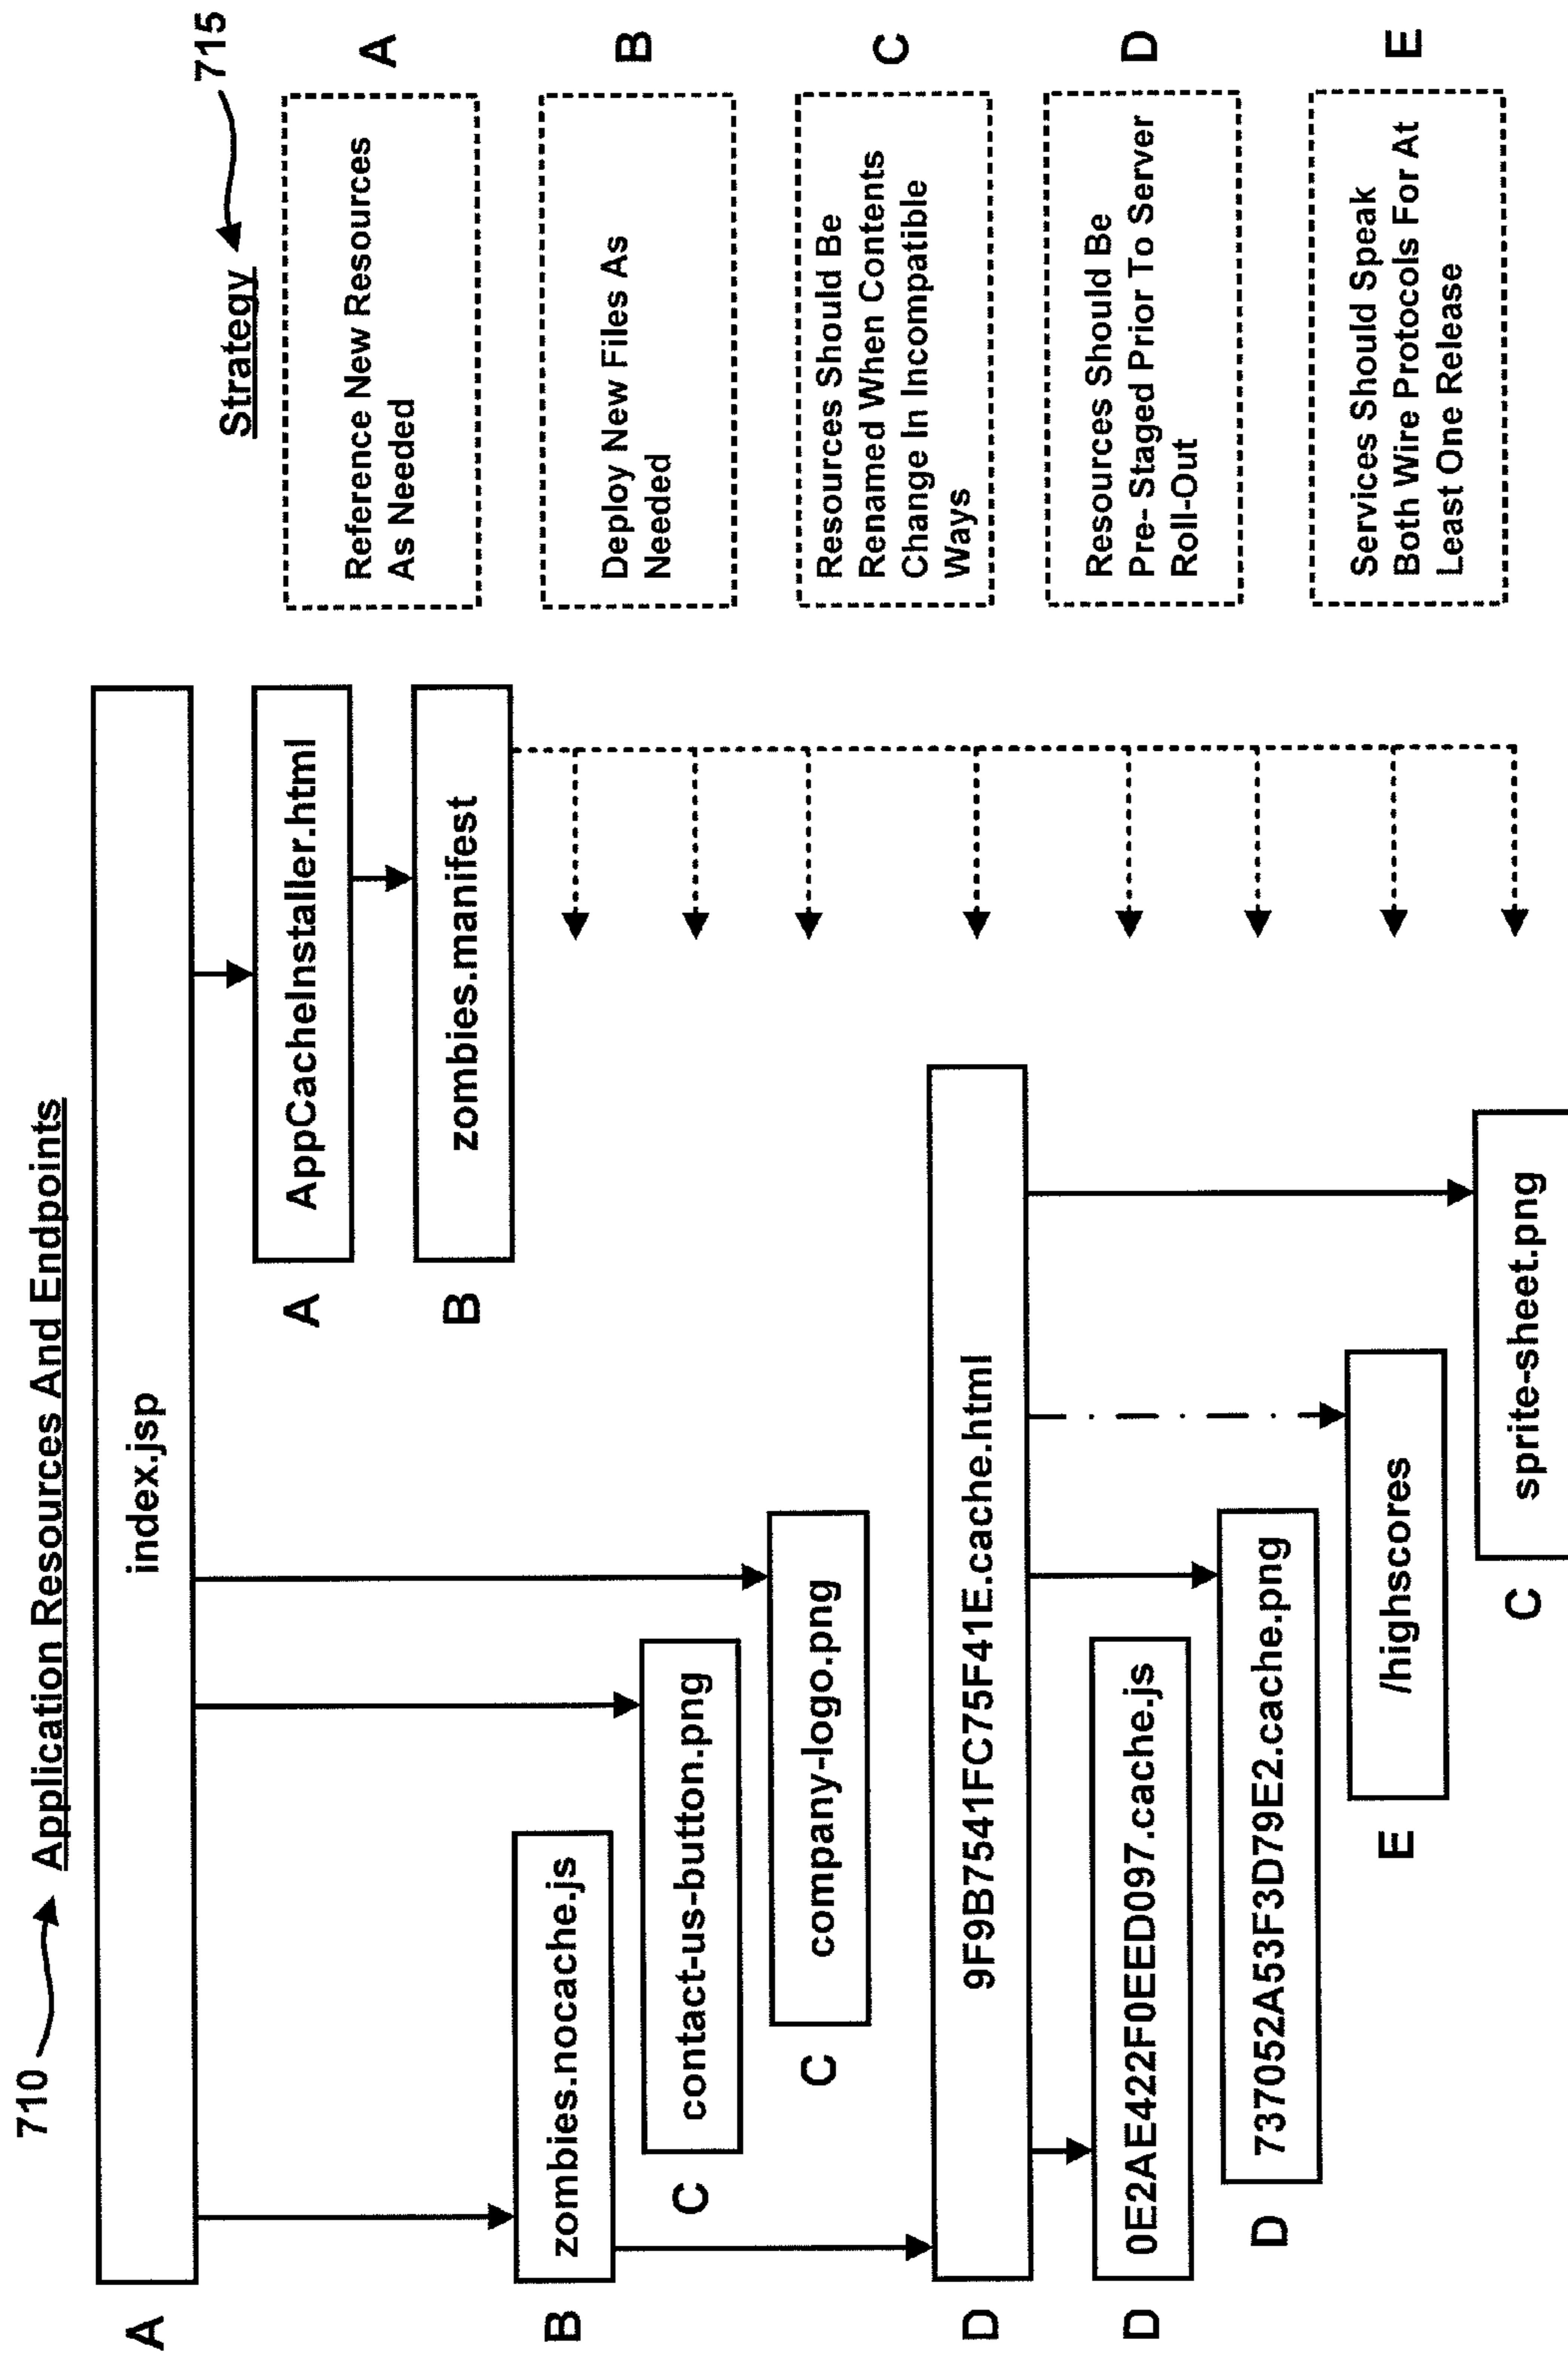 710
Application Resources And Endpoints
A
index.jsp
A
AppCacheInstaller.html
B
zombies.manifest
B
zombies.nocache.js
C
contact-us-button.png
C
company-logo.png
D
9F9B7541FC75F41E.cache.html
D
0E2AE422F0EED097.cache.js
D
737052A53F3D79E2.cache.png
E
/highscores
C
sprite-sheet.png
Strategy
715
Reference New Resources
As Needed
A
Deploy New Files As
Needed
B
Resources Should Be
Renamed When Contents
Change In Incompatible
Ways
C
Resources Should Be
Pre- Staged Prior To Server
Roll-Out
D
Services Should Speak
Both Wire Protocols For At
Least One Release
E